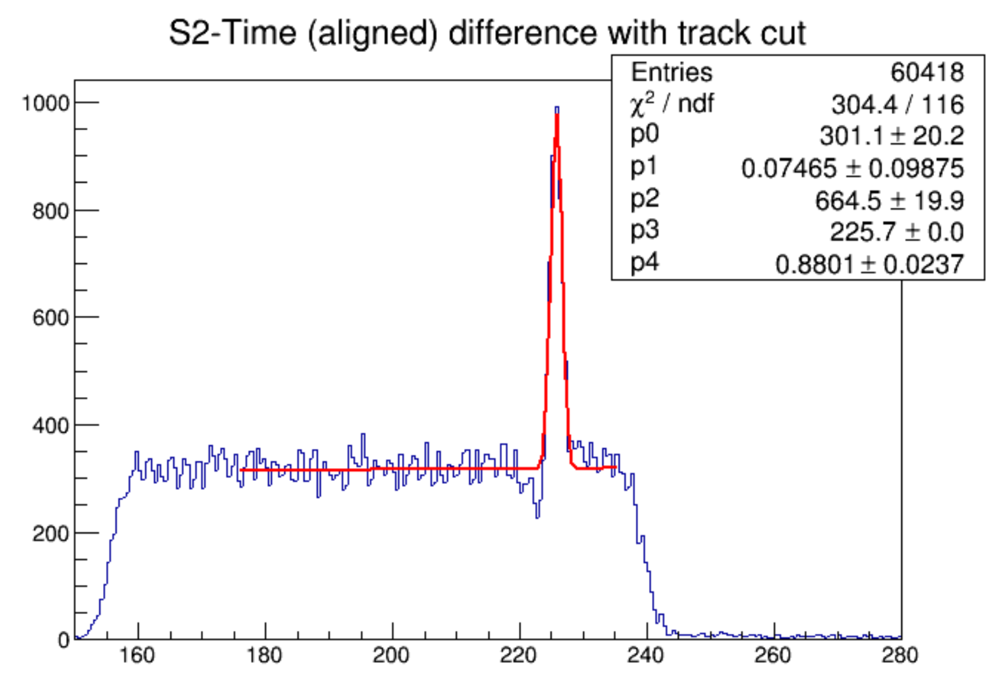 S2-Time (aligned) difference with track cut
Entries 60418
χ² / ndf 304.4 / 116
p0 301.1 ± 20.2
p1 0.07465 ± 0.09875
p2 664.5 ± 19.9
p3 225.7 ± 0.0
p4 0.8801 ± 0.0237
1000
800
600
400
200
0
160 180 200 220 240 260 280